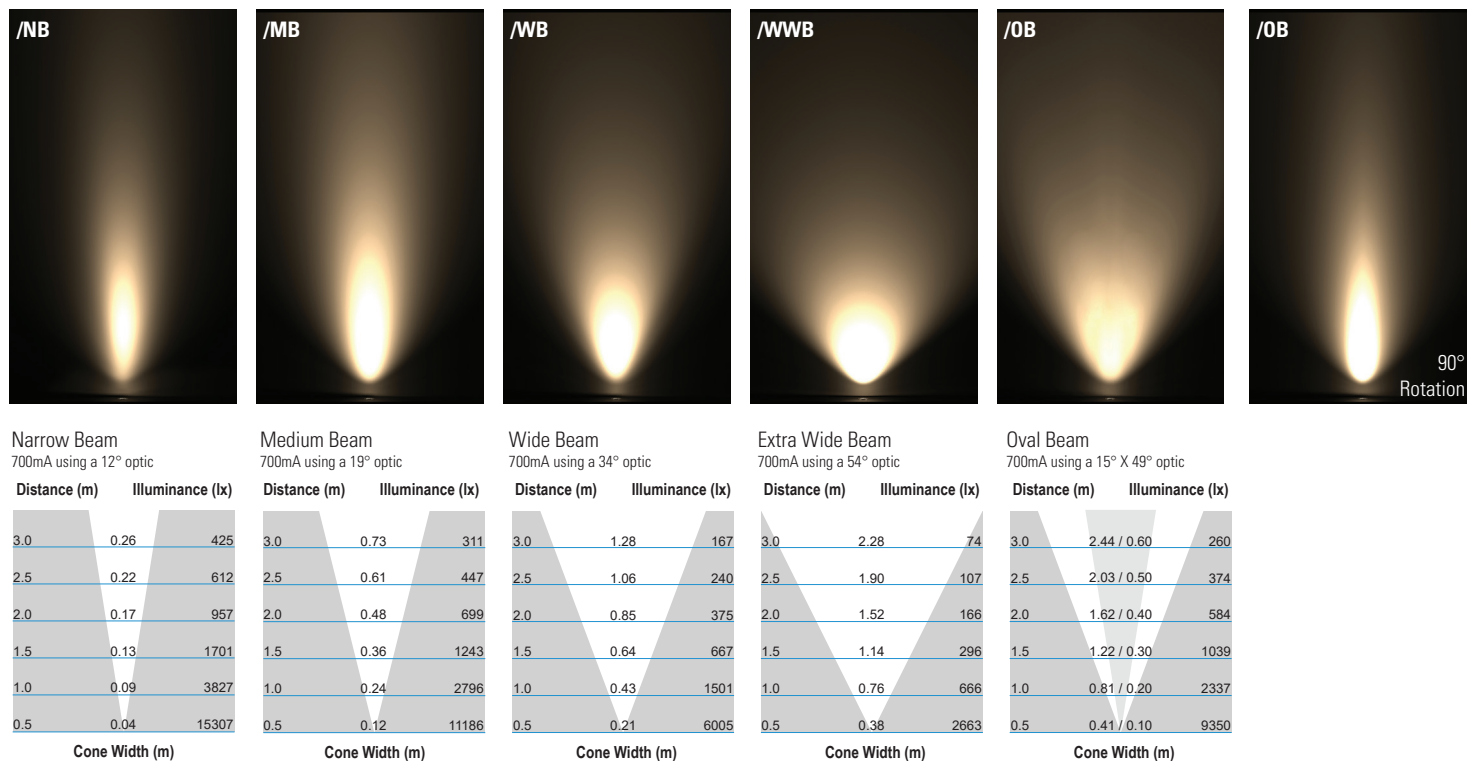 /NB
/MB
/WB
/WWB
/OB
/OB
90°
Rotation
Narrow Beam
700mA using a 12° optic
Distance (m) Illuminance (lx)
3.0 0.26 425
2.5 0.22 612
2.0 0.17 957
1.5 0.13 1701
1.0 0.09 3827
0.5 0.04 15307
Cone Width (m)
Medium Beam
700mA using a 19° optic
Distance (m) Illuminance (lx)
3.0 0.73 311
2.5 0.61 447
2.0 0.48 699
1.5 0.36 1243
1.0 0.24 2796
0.5 0.12 11186
Cone Width (m)
Wide Beam
700mA using a 34° optic
Distance (m) Illuminance (lx)
3.0 1.28 167
2.5 1.06 240
2.0 0.85 375
1.5 0.64 667
1.0 0.43 1501
0.5 0.21 6005
Cone Width (m)
Extra Wide Beam
700mA using a 54° optic
Distance (m) Illuminance (lx)
3.0 2.28 74
2.5 1.90 107
2.0 1.52 166
1.5 1.14 296
1.0 0.76 666
0.5 0.38 2663
Cone Width (m)
Oval Beam
700mA using a 15° X 49° optic
Distance (m) Illuminance (lx)
3.0 2.44 / 0.60 260
2.5 2.03 / 0.50 374
2.0 1.62 / 0.40 584
1.5 1.22 / 0.30 1039
1.0 0.81 / 0.20 2337
0.5 0.41 / 0.10 9350
Cone Width (m)